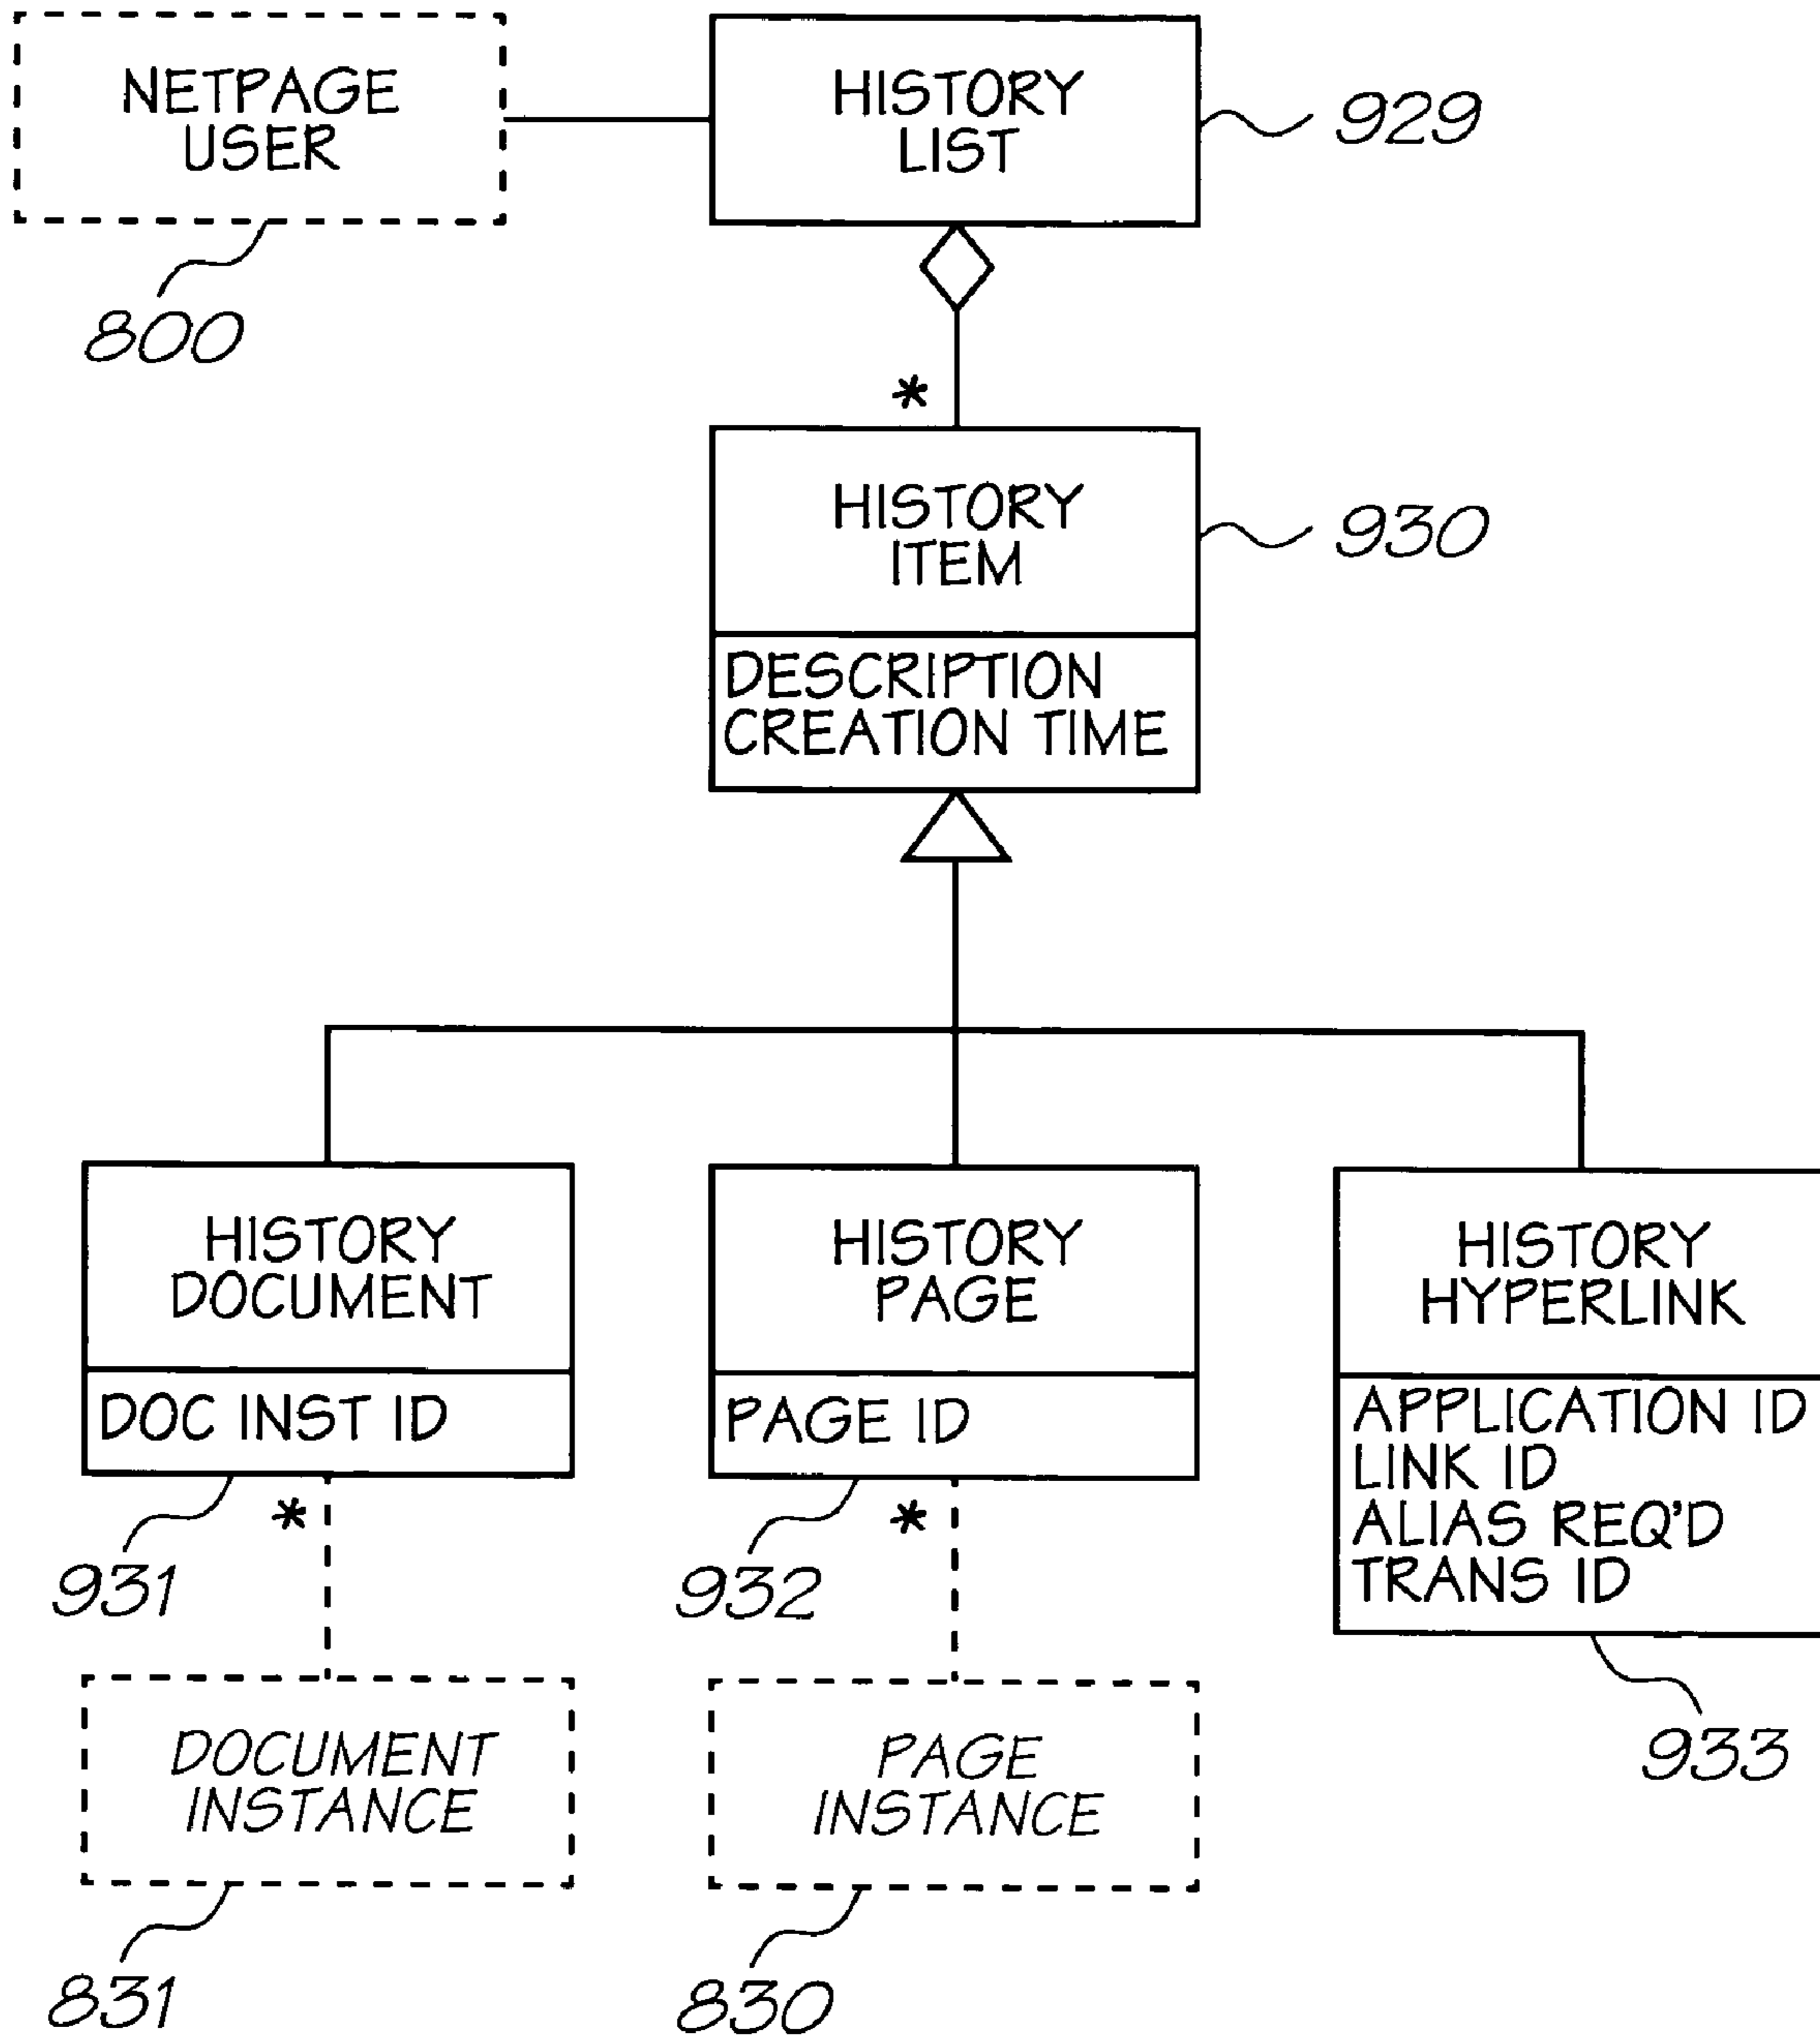 NETPAGE
USER
800
HISTORY
LIST
929
*
HISTORY
ITEM
930
DESCRIPTION
CREATION TIME
HISTORY
DOCUMENT
DOC INST ID
931
*
HISTORY
PAGE
PAGE ID
932
*
HISTORY
HYPERLINK
APPLICATION ID
LINK ID
ALIAS REQ'D
TRANS ID
933
DOCUMENT
INSTANCE
831
PAGE
INSTANCE
830